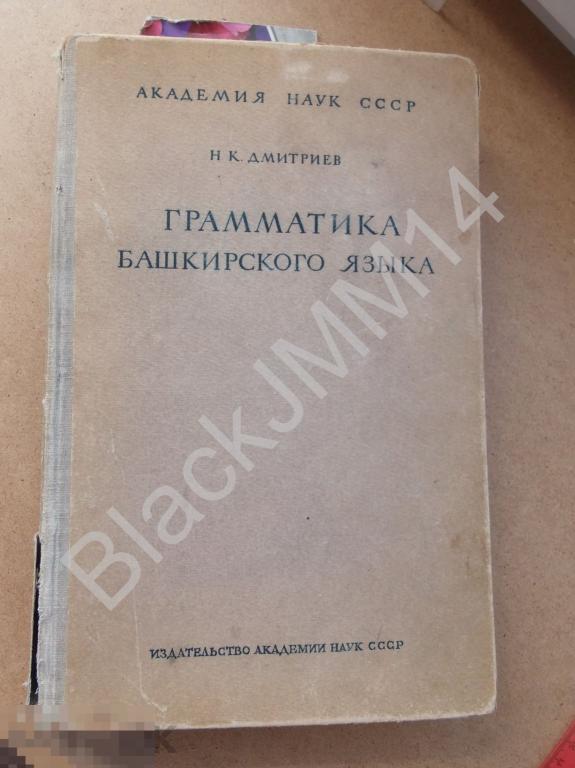 АКАДЕМИЯ НАУК СССР
Н К. ДМИТРИЕВ
ГРАММАТИКА
БАШКИРСКОГО ЯЗЫКА
ИЗДАТЕЛЬСТВО АКАДЕМИИ НАУК СССР
BlackJMM14